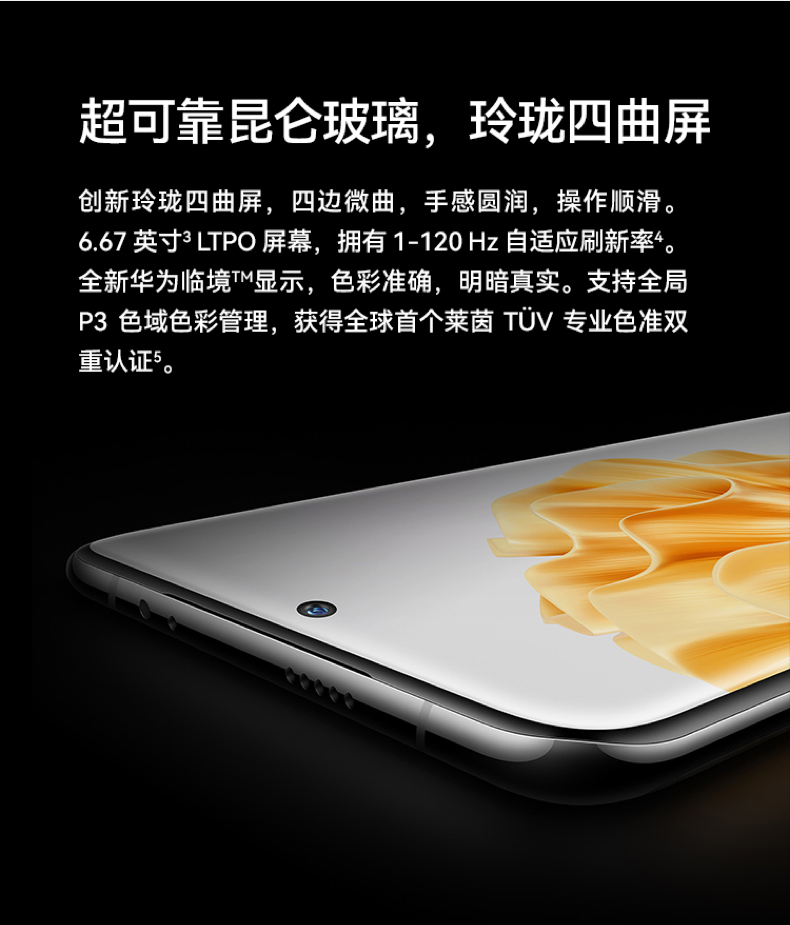 超可靠昆仑玻璃，玲珑四曲屏
创新玲珑四曲屏，四边微曲，手感圆润，操作顺滑。
6.67 英寸³ LTPO 屏幕，拥有 1-120 Hz 自适应刷新率⁴。
全新华为临境™显示，色彩准确，明暗真实。支持全局
P3 色域色彩管理，获得全球首个莱茵 TÜV 专业色准双
重认证⁵。